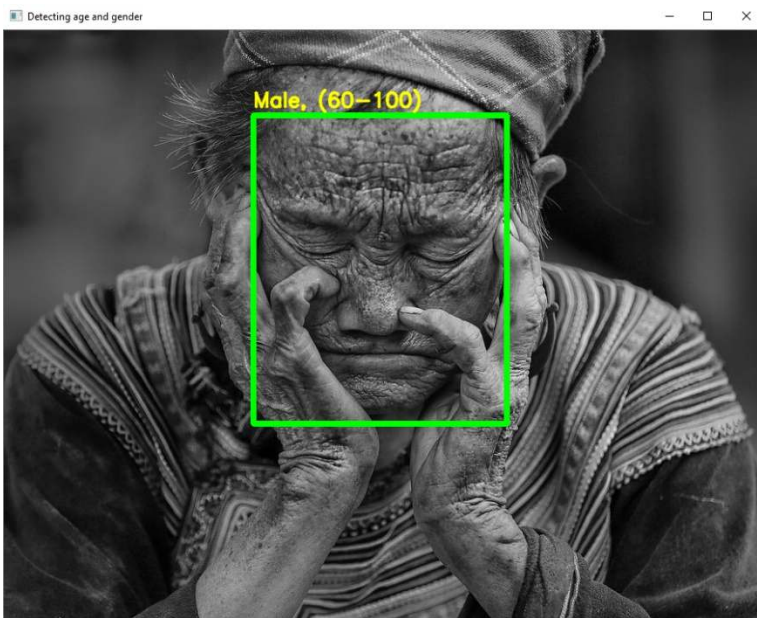 Detecting age and gender
Male, (60-100)